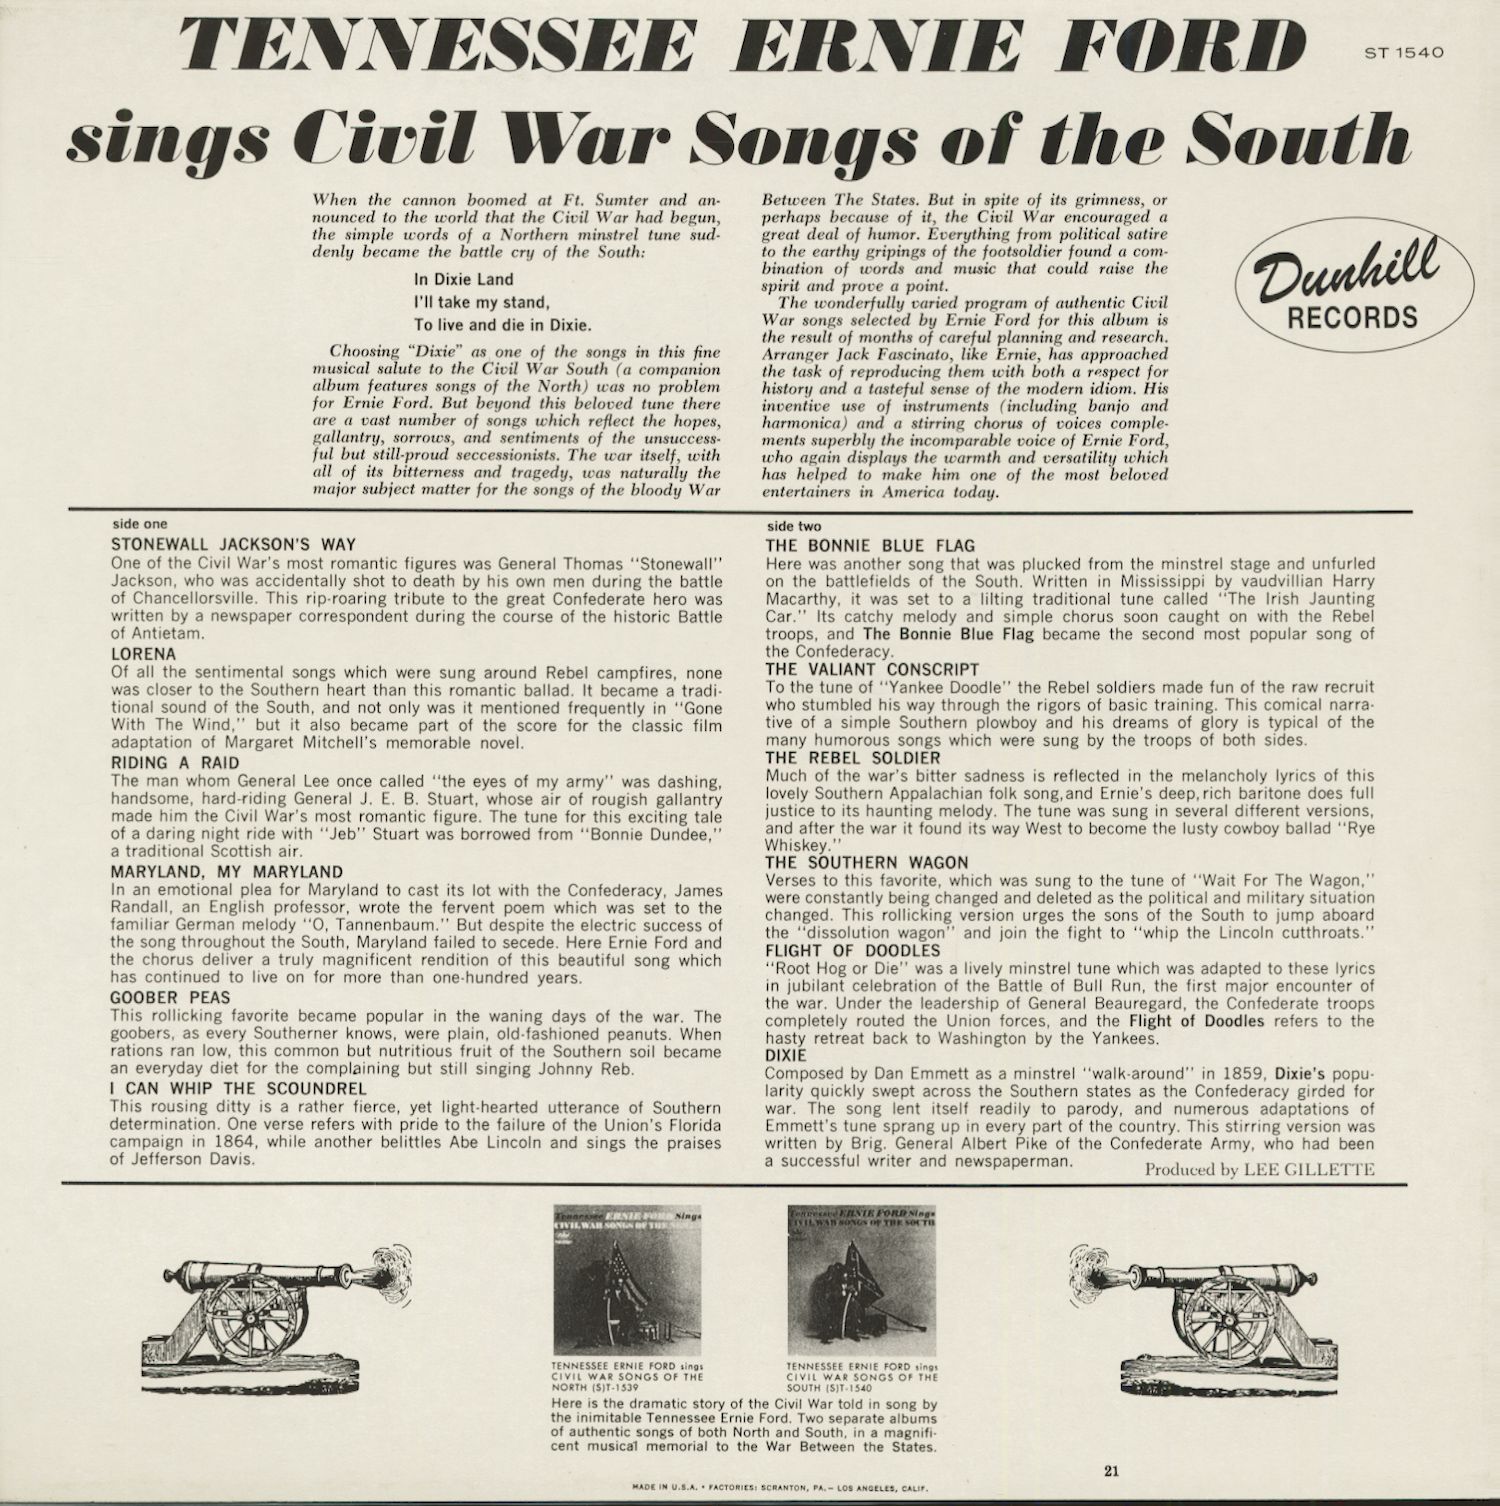 TENNESSEE ERNIE FORD
ST 1540
sings Civil War Songs of the South
When the cannon boomed at Ft. Sumter and an-
nounced to the world that the Civil War had begun,
the simple words of a Northern minstrel tune sud-
denly became the battle cry of the South:
In Dixie Land
I'll take my stand,
To live and die in Dixie.
Choosing "Dixie" as one of the songs in this fine
musical salute to the Civil War South (a companion
album features songs of the North) was no problem
for Ernie Ford. But beyond this beloved tune there
are a vast number of songs which reflect the hopes,
gallantry, sorrows, and sentiments of the unsuccess-
ful but still-proud seccessionists. The war itself, with
all of its bitterness and tragedy, was naturally the
major subject matter for the songs of the bloody War
Between The States. But in spite of its grimness, or
perhaps because of it, the Civil War encouraged a
great deal of humor. Everything from political satire
to the earthy gripings of the footsoldier found a com-
bination of words and music that could raise the
spirit and prove a point.
The wonderfully varied program of authentic Civil
War songs selected by Ernie Ford for this album is
the result of months of careful planning and research.
Arranger Jack Fascinato, like Ernie, has approached
the task of reproducing them with both a respect for
history and a tasteful sense of the modern idiom. His
inventive use of instruments (including banjo and
harmonica) and a stirring chorus of voices comple-
ments superbly the incomparable voice of Ernie Ford,
who again displays the warmth and versatility which
has helped to make him one of the most beloved
entertainers in America today.
Dunhill
RECORDS
side one
STONEWALL JACKSON'S WAY
One of the Civil War's most romantic figures was General Thomas "Stonewall"
Jackson, who was accidentally shot to death by his own men during the battle
of Chancellorsville. This rip-roaring tribute to the great Confederate hero was
written by a newspaper correspondent during the course of the historic Battle
of Antietam.
LORENA
Of all the sentimental songs which were sung around Rebel campfires, none
was closer to the Southern heart than this romantic ballad. It became a tradi-
tional sound of the South, and not only was it mentioned frequently in "Gone
With The Wind," but it also became part of the score for the classic film
adaptation of Margaret Mitchell's memorable novel.
RIDING A RAID
The man whom General Lee once called "the eyes of my army" was dashing,
handsome, hard-riding General J. E. B. Stuart, whose air of rougish gallantry
made him the Civil War's most romantic figure. The tune for this exciting tale
of a daring night ride with "Jeb" Stuart was borrowed from "Bonnie Dundee,"
a traditional Scottish air.
MARYLAND, MY MARYLAND
In an emotional plea for Maryland to cast its lot with the Confederacy, James
Randall, an English professor, wrote the fervent poem which was set to the
familiar German melody "O, Tannenbaum." But despite the electric success of
the song throughout the South, Maryland failed to secede. Here Ernie Ford and
the chorus deliver a truly magnificent rendition of this beautiful song which
has continued to live on for more than one-hundred years.
GOOBER PEAS
This rollicking favorite became popular in the waning days of the war. The
goobers, as every Southerner knows, were plain, old-fashioned peanuts. When
rations ran low, this common but nutritious fruit of the Southern soil became
an everyday diet for the complaining but still singing Johnny Reb.
I CAN WHIP THE SCOUNDREL
This rousing ditty is a rather fierce, yet light-hearted utterance of Southern
determination. One verse refers with pride to the failure of the Union's Florida
campaign in 1864, while another belittles Abe Lincoln and sings the praises
of Jefferson Davis.
side two
THE BONNIE BLUE FLAG
Here was another song that was plucked from the minstrel stage and unfurled
on the battlefields of the South. Written in Mississippi by vaudvillian Harry
Macarthy, it was set to a lilting traditional tune called "The Irish Jaunting
Car." Its catchy melody and simple chorus soon caught on with the Rebel
troops, and The Bonnie Blue Flag became the second most popular song of
the Confederacy.
THE VALIANT CONSCRIPT
To the tune of "Yankee Doodle" the Rebel soldiers made fun of the raw recruit
who stumbled his way through the rigors of basic training. This comical narra-
tive of a simple Southern plowboy and his dreams of glory is typical of the
many humorous songs which were sung by the troops of both sides.
THE REBEL SOLDIER
Much of the war's bitter sadness is reflected in the melancholy lyrics of this
lovely Southern Appalachian folk song,and Ernie's deep,rich baritone does full
justice to its haunting melody. The tune was sung in several different versions,
and after the war it found its way West to become the lusty cowboy ballad "Rye
Whiskey."
THE SOUTHERN WAGON
Verses to this favorite, which was sung to the tune of "Wait For The Wagon,"
were constantly being changed and deleted as the political and military situation
changed. This rollicking version urges the sons of the South to jump aboard
the "dissolution wagon" and join the fight to "whip the Lincoln cutthroats."
FLIGHT OF DOODLES
"Root Hog or Die" was a lively minstrel tune which was adapted to these lyrics
in jubilant celebration of the Battle of Bull Run, the first major encounter of
the war. Under the leadership of General Beauregard, the Confederate troops
completely routed the Union forces, and the Flight of Doodles refers to the
hasty retreat back to Washington by the Yankees.
DIXIE
Composed by Dan Emmett as a minstrel "walk-around" in 1859, Dixie's popu-
larity quickly swept across the Southern states as the Confederacy girded for
war. The song lent itself readily to parody, and numerous adaptations of
Emmett's tune sprang up in every part of the country. This stirring version was
written by Brig. General Albert Pike of the Confederate Army, who had been
a successful writer and newspaperman.
Produced by LEE GILLETTE
Tennessee ERNIE FORD Sings
CIVIL WAR SONGS OF THE NORTH
Tennessee ERNIE FORD Sings
CIVIL WAR SONGS OF THE SOUTH
TENNESSEE ERNIE FORD sings
CIVIL WAR SONGS OF THE
NORTH (S)T-1539
TENNESSEE ERNIE FORD sings
CIVIL WAR SONGS OF THE
SOUTH (S)T-1540
Here is the dramatic story of the Civil War told in song by
the inimitable Tennessee Ernie Ford. Two separate albums
of authentic songs of both North and South, in a magnifi-
cent musical memorial to the War Between the States.
21
MADE IN U.S.A. • FACTORIES: SCRANTON, PA.— LOS ANGELES, CALIF.